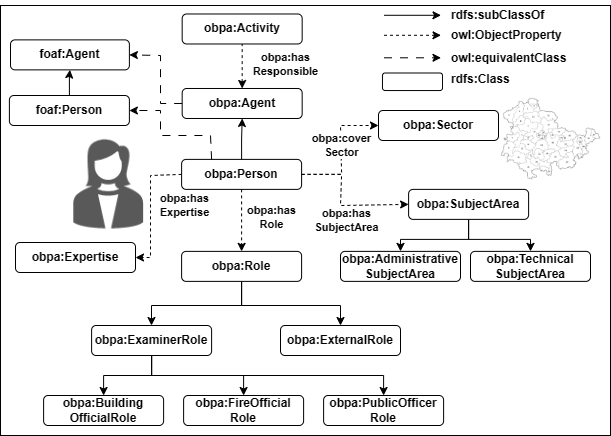 obpa:Activity
rdfs:subClassOf
owl:ObjectProperty
owl:equivalentClass
rdfs:Class
foaf:Agent
obpa:has
Responsible
foaf:Person
obpa:Agent
obpa:Sector
obpa:cover
Sector
obpa:Person
obpa:has
Expertise
obpa:has
Role
obpa:has
SubjectArea
obpa:SubjectArea
obpa:Expertise
obpa:Role
obpa:Administrative
SubjectArea
obpa:Technical
SubjectArea
obpa:ExaminerRole
obpa:ExternalRole
obpa:Building
OfficialRole
obpa:FireOfficial
Role
obpa:PublicOfficer
Role